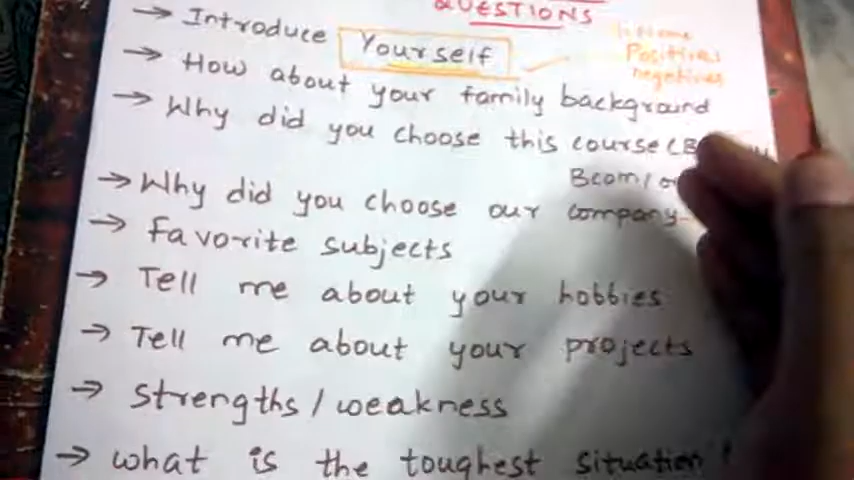 QUESTIONS
→ Introduce Yourself
Positives
negatives
→ How about your family background
→ Why did you choose this course (B
Bcom/or
→ Why did you choose our company
→ favorite subjects
→ Tell me about your hobbies
→ Tell me about your projects
→ strengths/weakness
→ what is the toughest situation